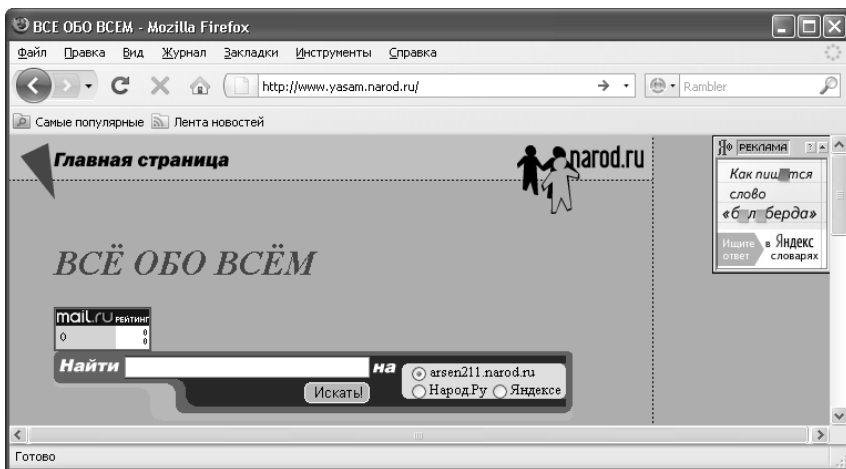 ВСЕ ОБО ВСЕМ - Mozilla Firefox
Файл Правка Вид Журнал Закладки Инструменты Справка
http://www.yasam.narod.ru/ Rambler
Самые популярные Лента новостей
Главная страница
narod.ru
Я® РЕКЛАМА ?
Как пиш тся
слово
«б л берда»
Ищите
ответ
в Яндекс
словарях
ВСЁ ОБО ВСЁМ
mail.ru РЕЙТИНГ
0 0
0
Найти на
arsen211.narod.ru
Народ.Ру Яндексе
Искать!
Готово